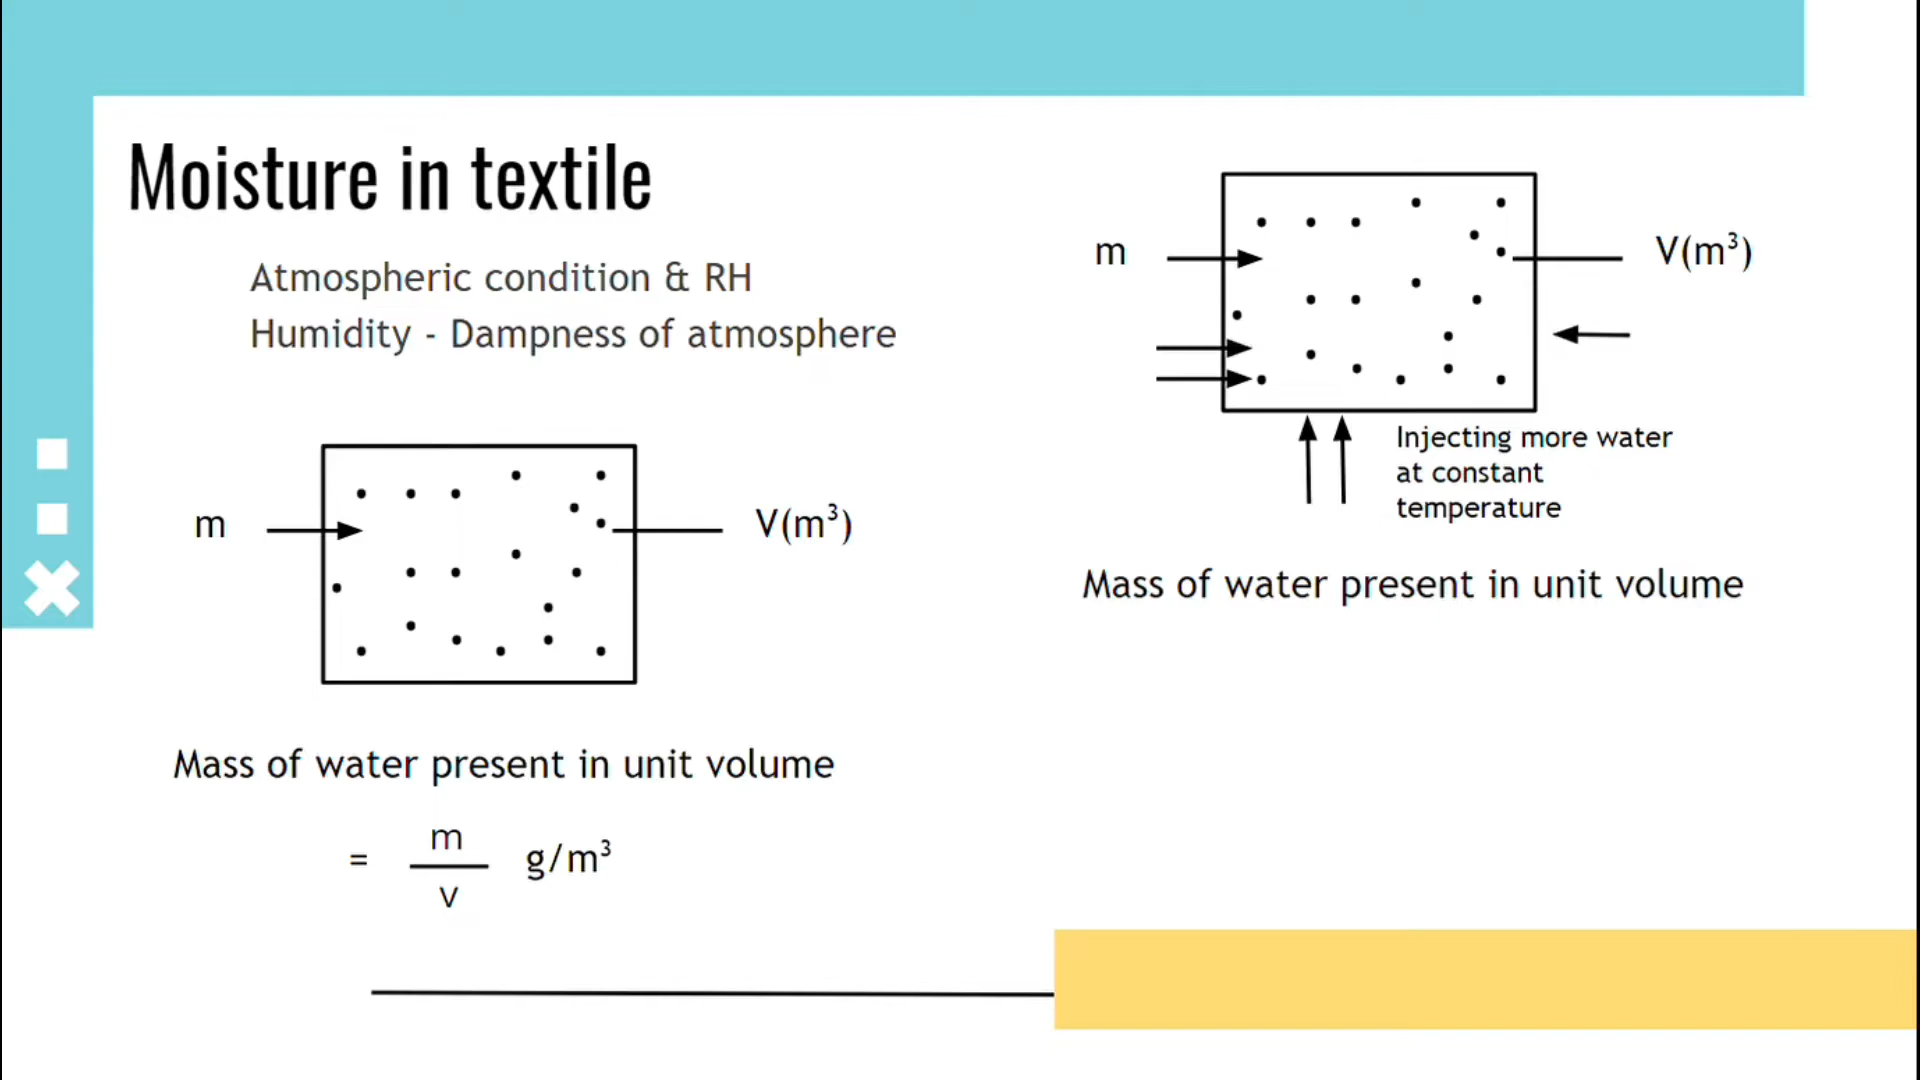 Moisture in textile
Atmospheric condition & RH
Humidity - Dampness of atmosphere
m
V(m³)
Mass of water present in unit volume
= m/v g/m³
m
V(m³)
Injecting more water
at constant
temperature
Mass of water present in unit volume